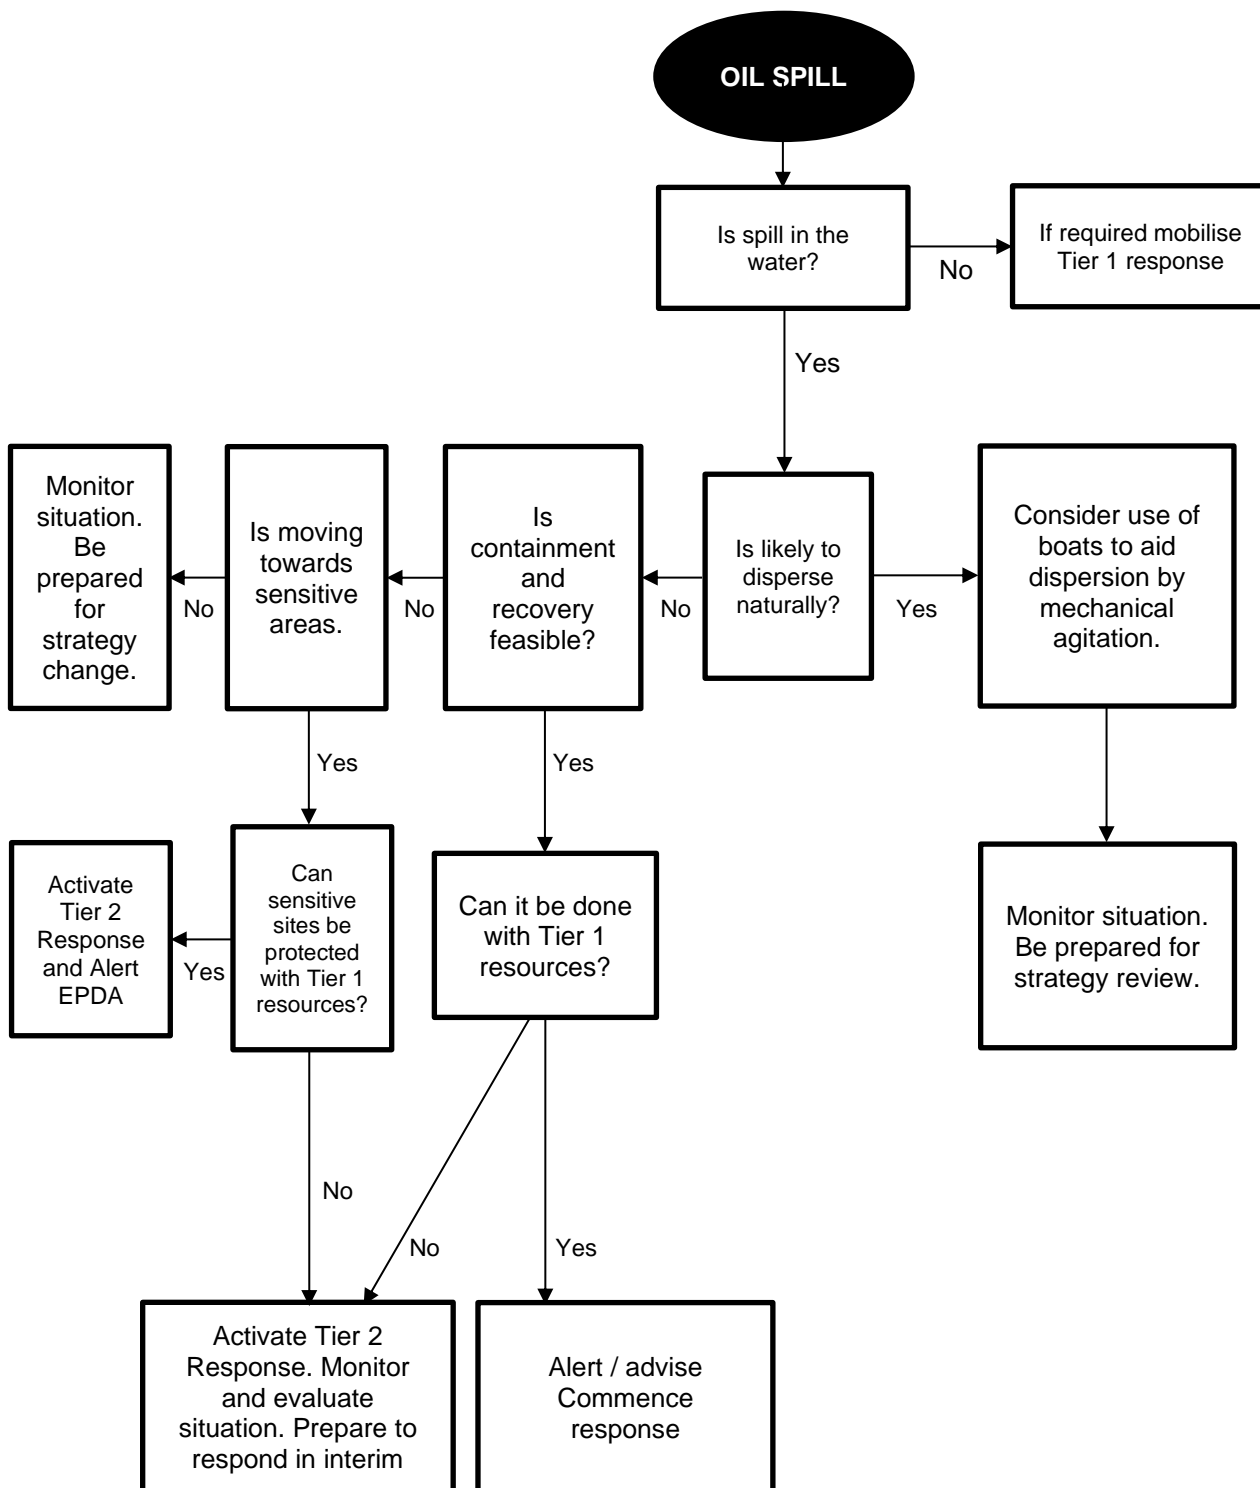 OIL SPILL
Is spill in the
water?
No
If required mobilise
Tier 1 response
Yes
Monitor
situation.
Be
prepared
for
strategy
change.
No
Is moving
towards
sensitive
areas.
No
Is
containment
and
recovery
feasible?
No
Is likely to
disperse
naturally?
Yes
Consider use of
boats to aid
dispersion by
mechanical
agitation.
Yes
Yes
Activate
Tier 2
Response
and Alert
EPDA
Yes
Can
sensitive
sites be
protected
with Tier 1
resources?
Can it be done
with Tier 1
resources?
Monitor situation.
Be prepared for
strategy review.
No
No
Yes
Activate Tier 2
Response. Monitor
and evaluate
situation. Prepare to
respond in interim
Alert / advise
Commence
response